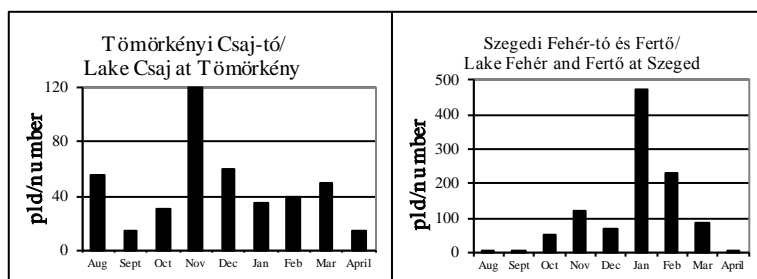 Tömörkényi Csaj-tó/
Lake Csaj at Tömörkény
pld/number
120
80
40
0
Aug Sept Oct Nov Dec Jan Feb Mar April
Szegedi Fehér-tó és Fertő/
Lake Fehér and Fertő at Szeged
pld/number
500
400
300
200
100
0
Aug Sept Oct Nov Dec Jan Feb Mar April